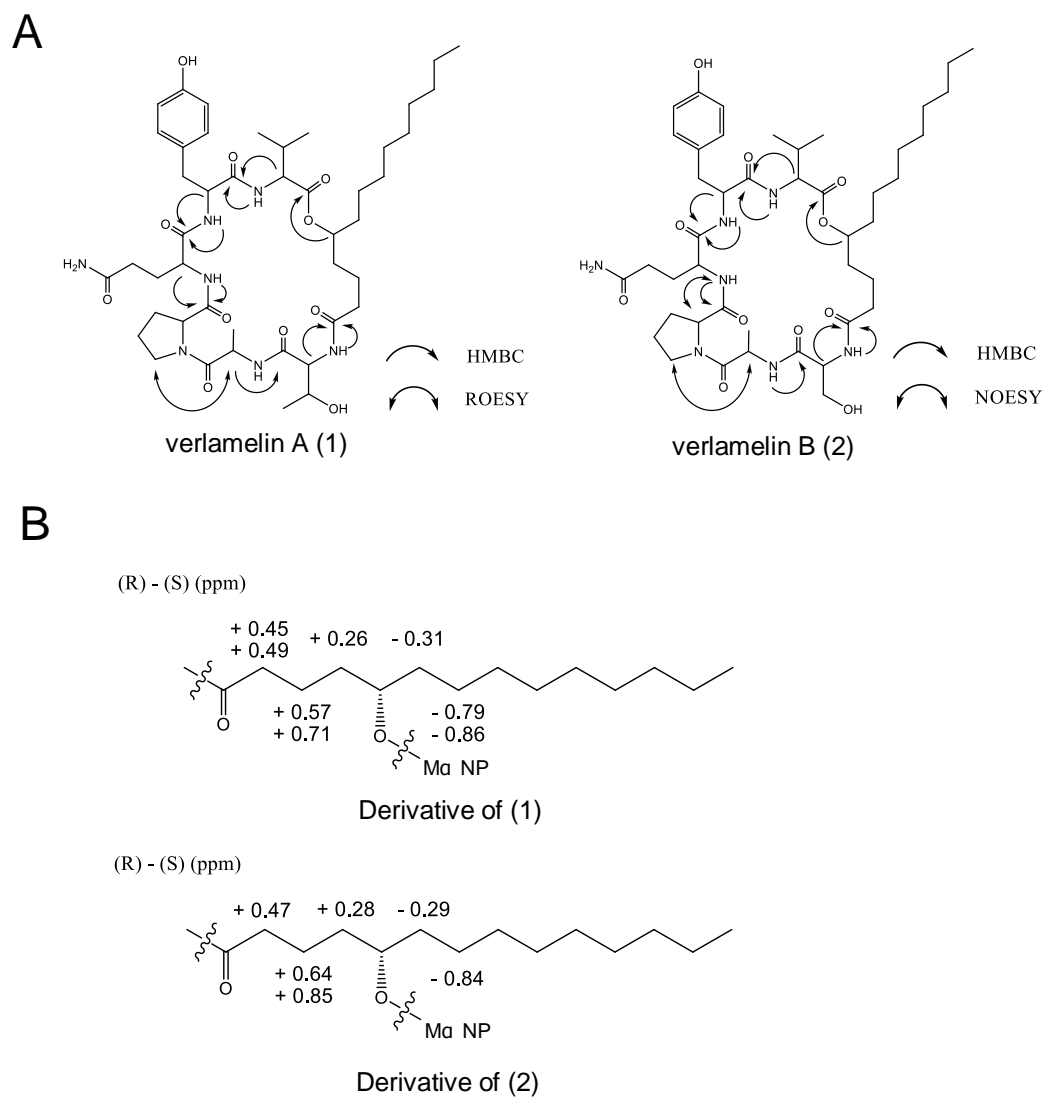 A
OH
O
O
N
H
O
O
NH
O
H₂N
O
NH
O
N
O
N
H
O
O
NH
OH
HMBC
ROESY
verlamelin A (1)
OH
O
O
N
H
O
O
NH
O
H₂N
O
NH
O
N
O
N
H
O
O
NH
OH
HMBC
NOESY
verlamelin B (2)
B
(R) - (S) (ppm)
+ 0.45
+ 0.49
+ 0.26
- 0.31
O
+ 0.57
+ 0.71
O
- 0.79
- 0.86
Mα NP
Derivative of (1)
(R) - (S) (ppm)
+ 0.47
+ 0.28
- 0.29
O
+ 0.64
+ 0.85
O
- 0.84
Mα NP
Derivative of (2)